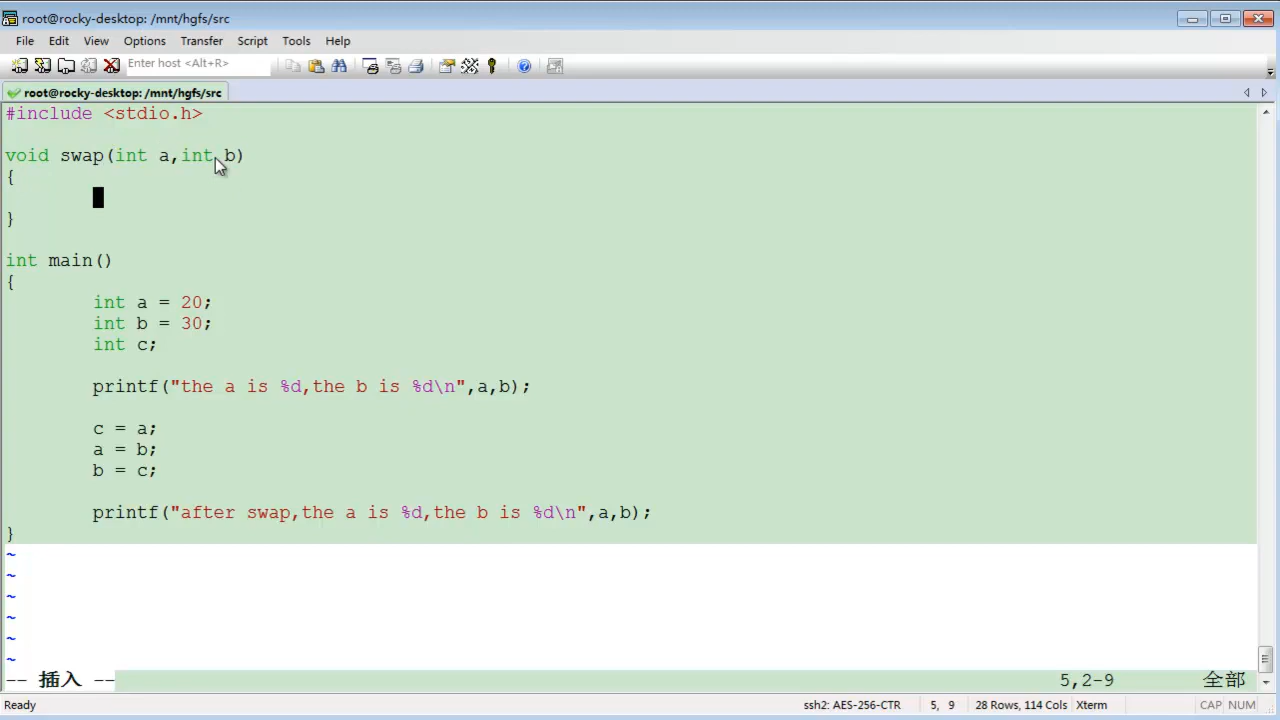 root@rocky-desktop: /mnt/hgfs/src
File Edit View Options Transfer Script Tools Help
Enter host <Alt+R>
root@rocky-desktop: /mnt/hgfs/src
#include <stdio.h>
void swap(int a,int b)
{
}
int main()
{
int a = 20;
int b = 30;
int c;
printf("the a is %d,the b is %d\n",a,b);
c = a;
a = b;
b = c;
printf("after swap,the a is %d,the b is %d\n",a,b);
}
~
~
~
~
~
~
-- 插入 -- 5,2-9 全部
Ready ssh2: AES-256-CTR 5, 9 28 Rows, 114 Cols Xterm CAP NUM